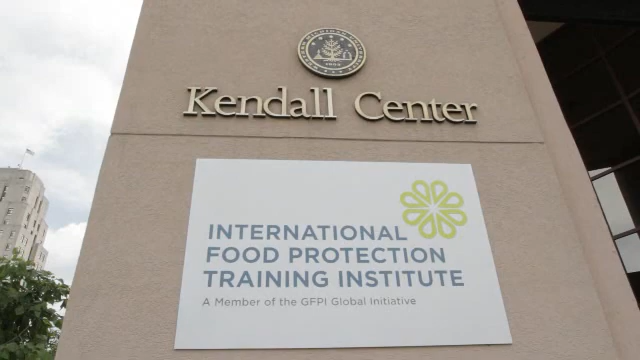 Kendall Center
INTERNATIONAL
FOOD PROTECTION
TRAINING INSTITUTE
A Member of the GFPI Global Initiative